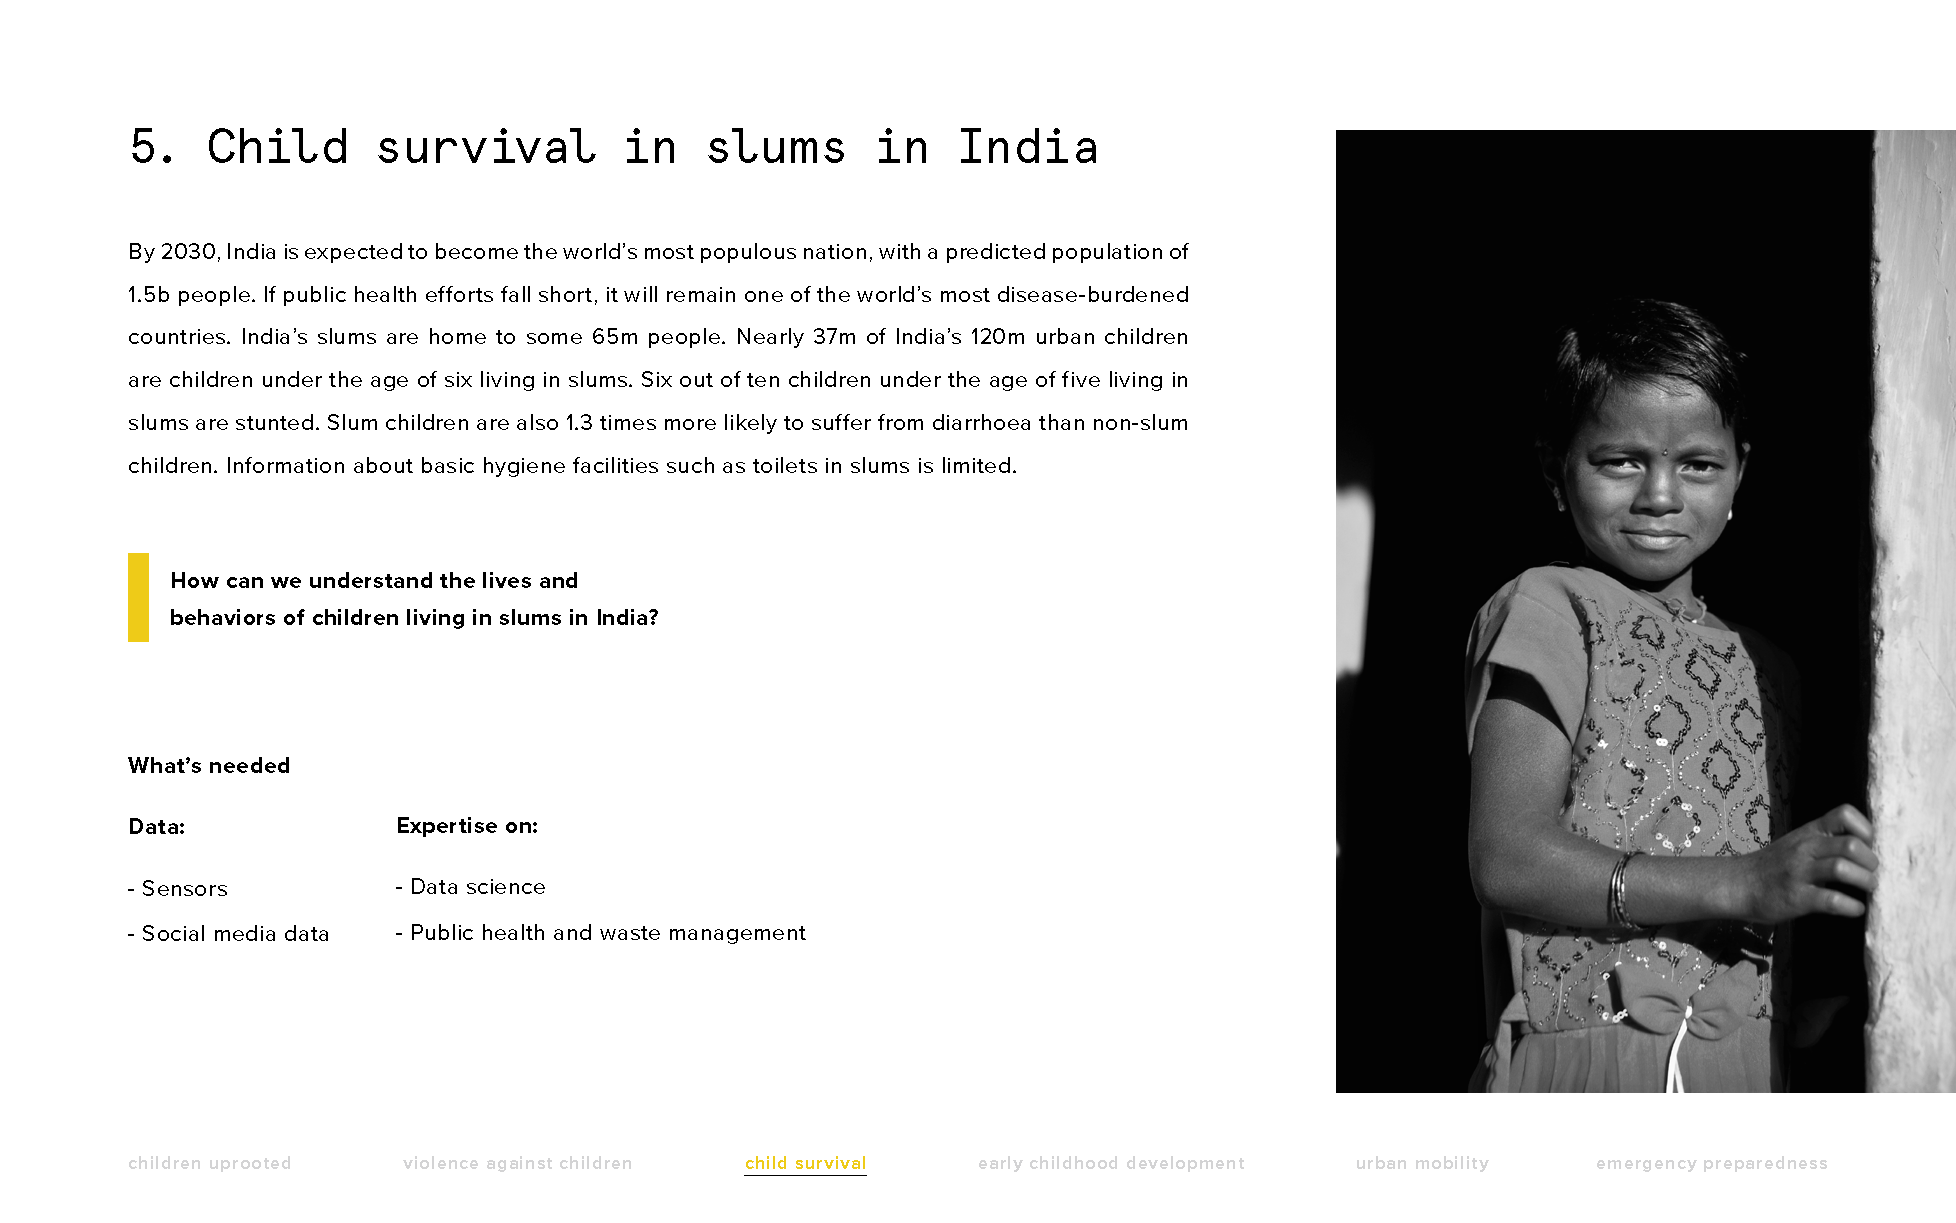 5. Child survival in slums in India
By 2030, India is expected to become the world’s most populous nation, with a predicted population of
1.5b people. If public health efforts fall short, it will remain one of the world’s most disease-burdened
countries. India’s slums are home to some 65m people. Nearly 37m of India’s 120m urban children
are children under the age of six living in slums. Six out of ten children under the age of five living in
slums are stunted. Slum children are also 1.3 times more likely to suffer from diarrhoea than non-slum
children. Information about basic hygiene facilities such as toilets in slums is limited.
How can we understand the lives and
behaviors of children living in slums in India?
What’s needed
Data:
- Sensors
- Social media data
Expertise on:
- Data science
- Public health and waste management
children uprooted
violence against children
child survival
early childhood development
urban mobility
emergency preparedness